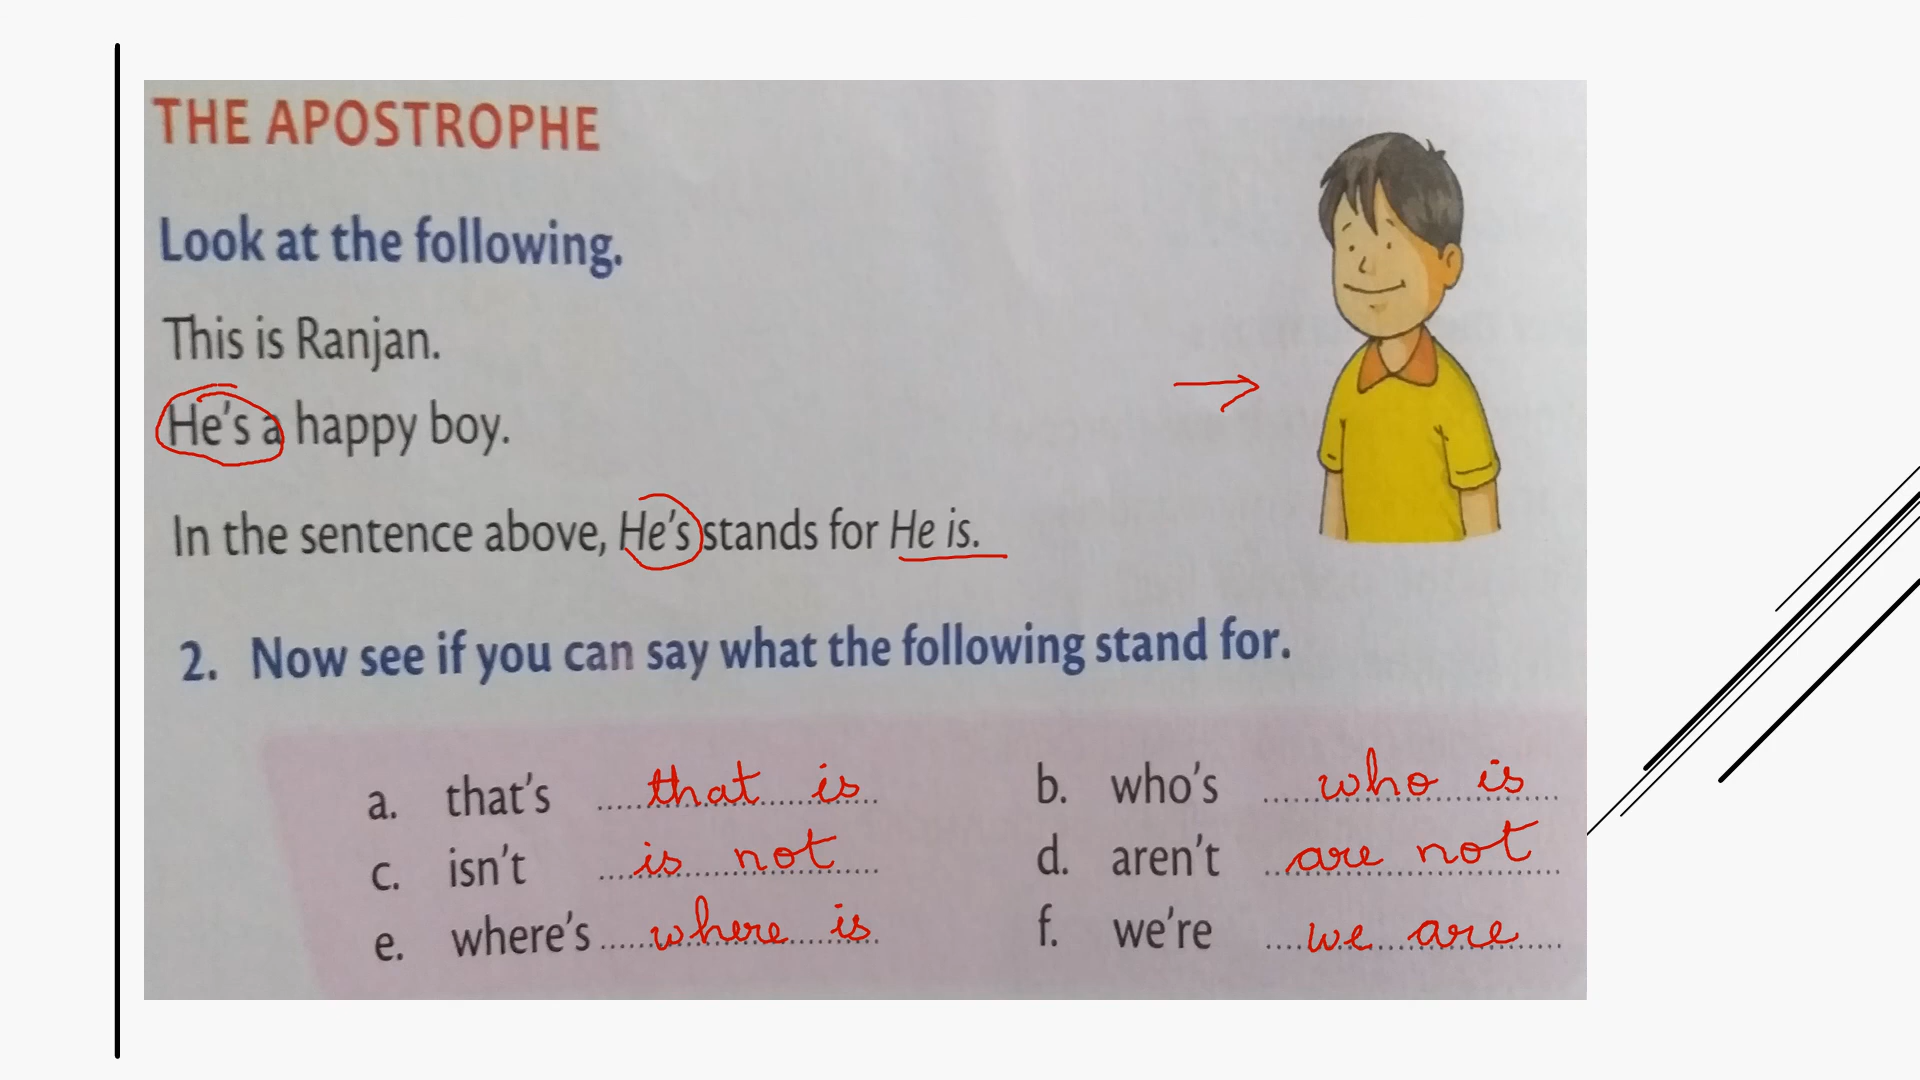 THE APOSTROPHE
Look at the following.
This is Ranjan.
He's a happy boy.
In the sentence above, He's stands for He is.
2. Now see if you can say what the following stand for.
a. that's .....that is..... b. who's .....who is.....
c. isn't .....is not..... d. aren't .....are not.....
e. where's .....where is..... f. we're .....we are.....